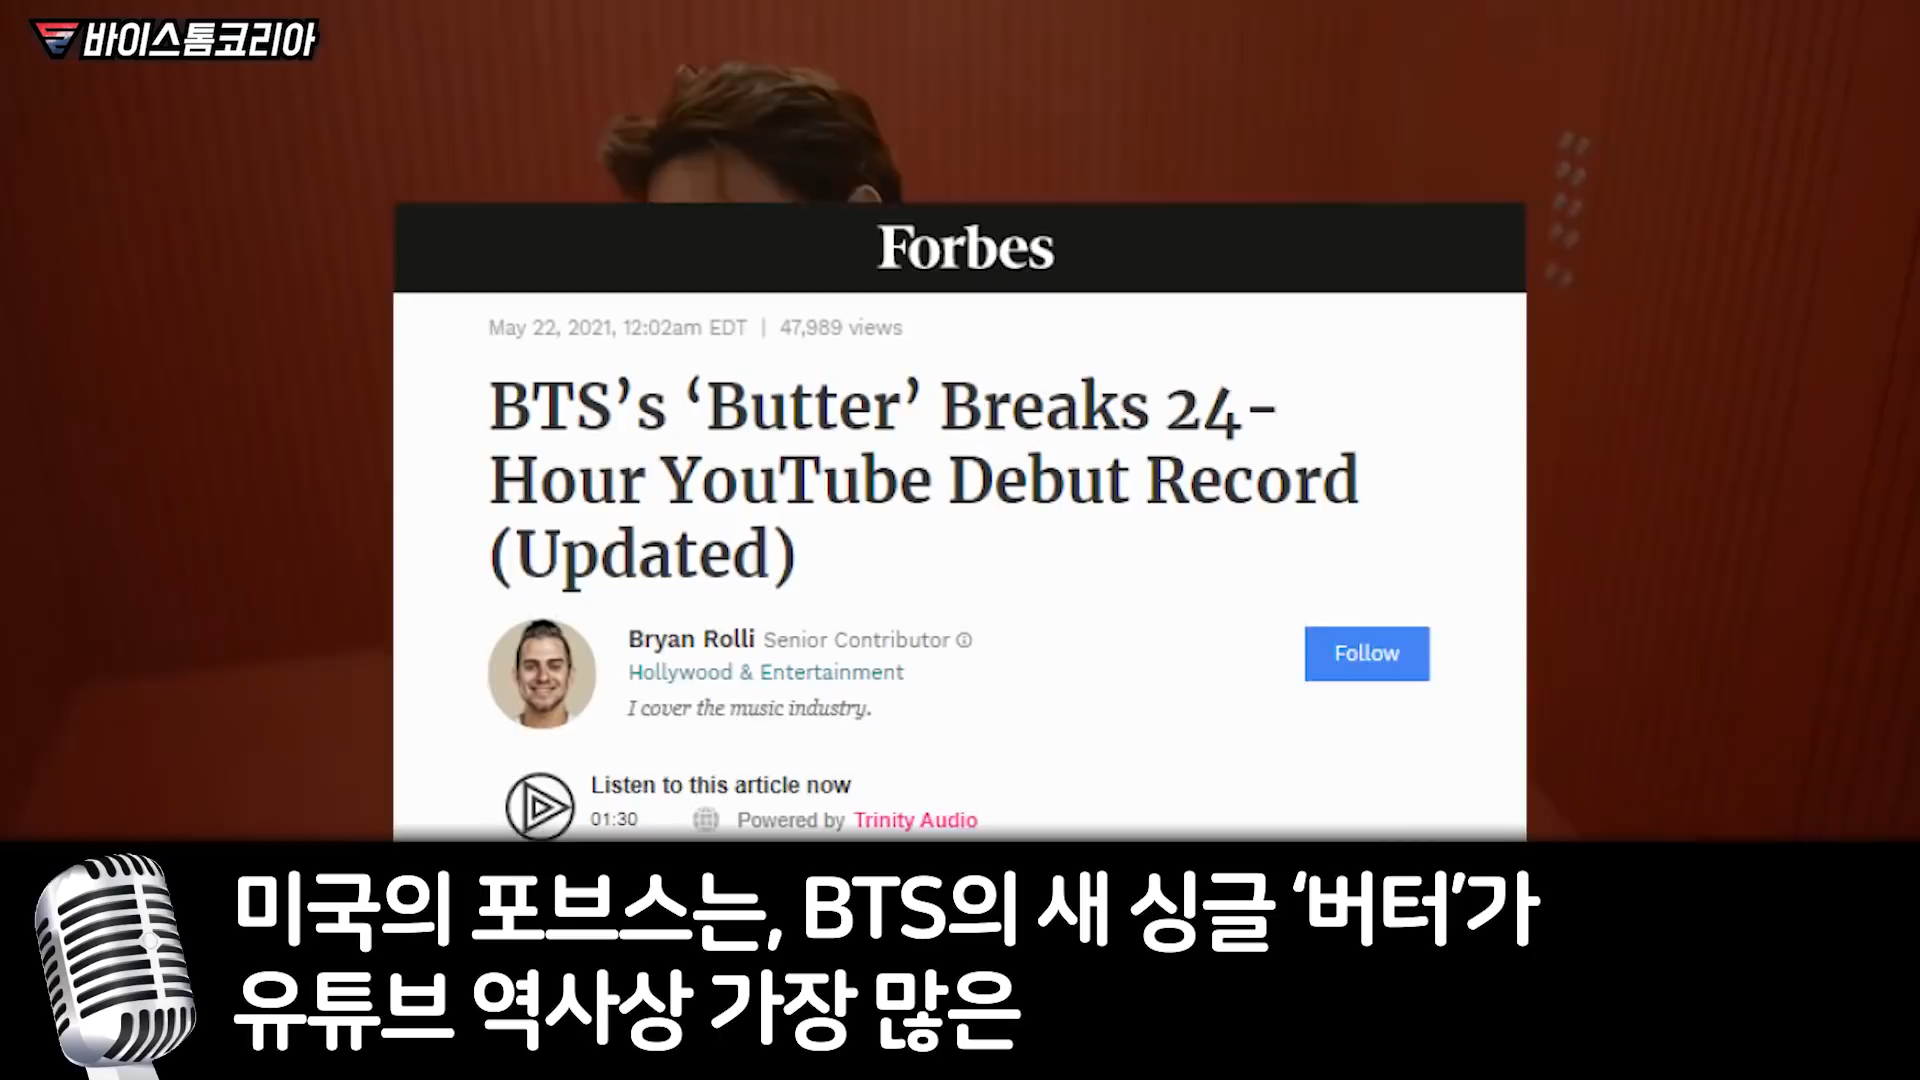 바이스톰코리아
Forbes
May 22, 2021, 12:02am EDT | 47,989 views
BTS’s ‘Butter’ Breaks 24-
Hour YouTube Debut Record
(Updated)
Bryan Rolli Senior Contributor
Hollywood & Entertainment
I cover the music industry.
Follow
Listen to this article now
01:30 Powered by Trinity Audio
미국의 포브스는, BTS의 새 싱글 ‘버터’가
유튜브 역사상 가장 많은